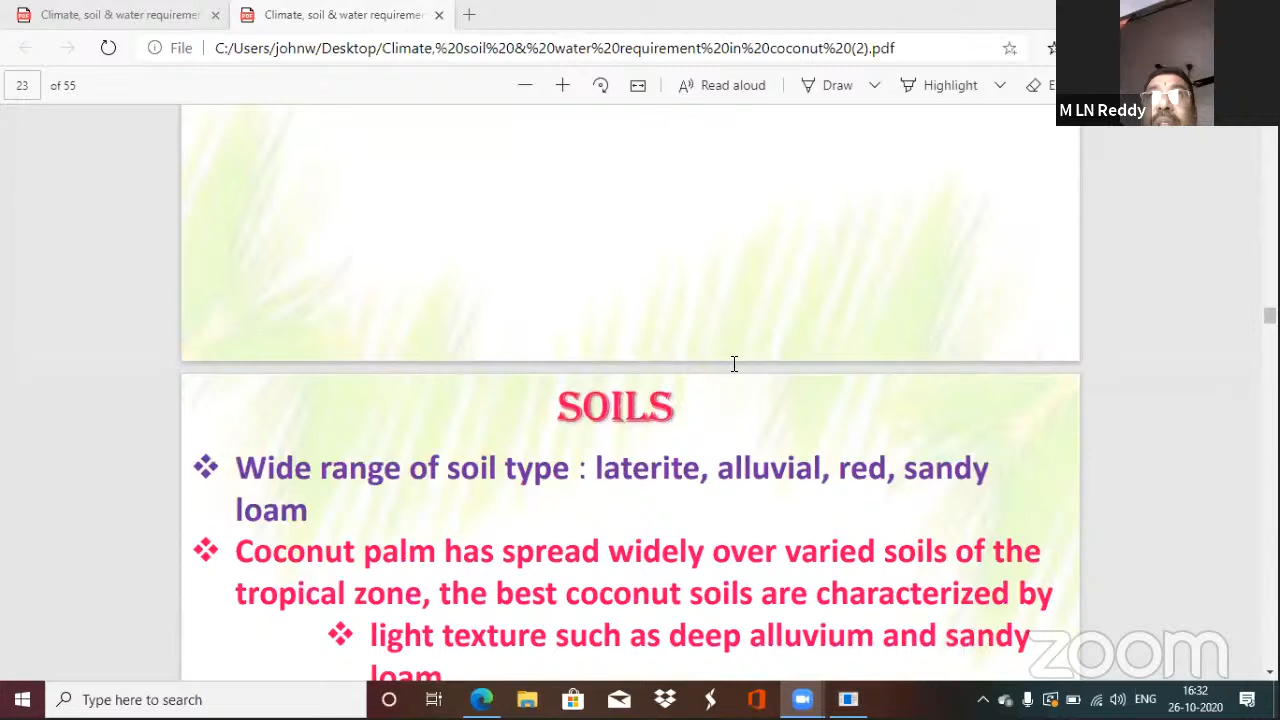 Climate, soil & water requireme
Climate, soil & water requiremen
File
C:/Users/johnw/Desktop/Climate,%20soil%20&%20water%20requirement%20in%20coconut%20(2).pdf
23
of 55
Read aloud
Draw
Highlight
E
M LN Reddy
SOILS
Wide range of soil type : laterite, alluvial, red, sandy
loam
Coconut palm has spread widely over varied soils of the
tropical zone, the best coconut soils are characterized by
light texture such as deep alluvium and sandy
loam
zoom
Type here to search
ENG
16:32
26-10-2020